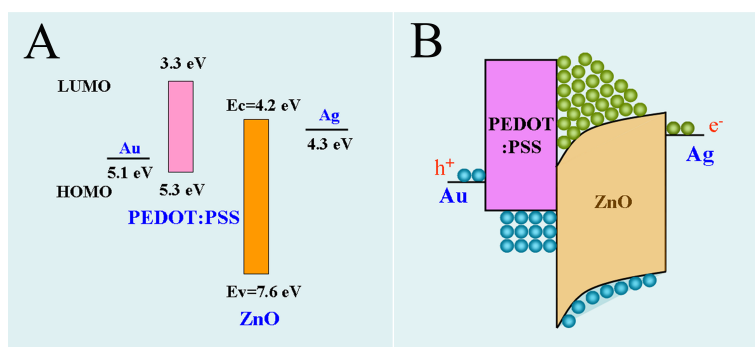 A
3.3 eV
LUMO
Ec=4.2 eV
Ag
4.3 eV
Au
5.1 eV
HOMO
5.3 eV
PEDOT:PSS
Ev=7.6 eV
ZnO
B
PEDOT
:PSS
e-
Ag
h+
Au
ZnO